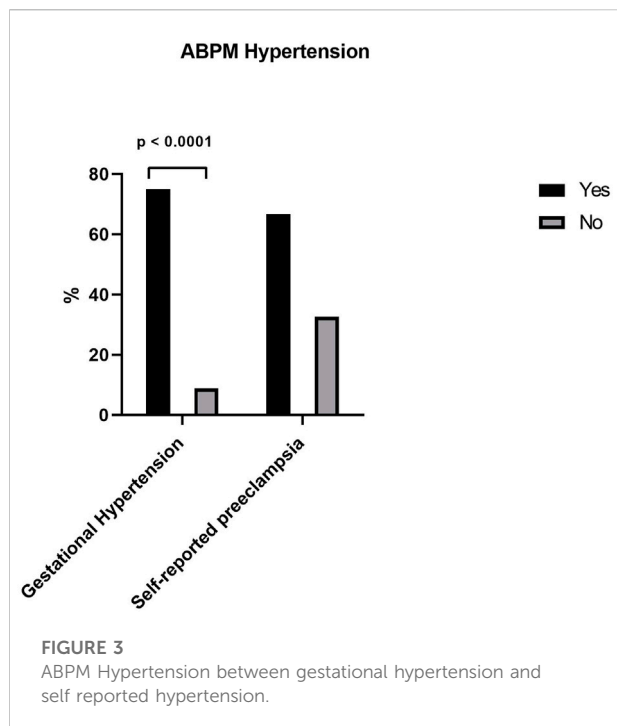 ABPM Hypertension
p < 0.0001
Yes
No
%
80
60
40
20
0
Gestational Hypertension
Self-reported preeclampsia
FIGURE 3
ABPM Hypertension between gestational hypertension and
self reported hypertension.